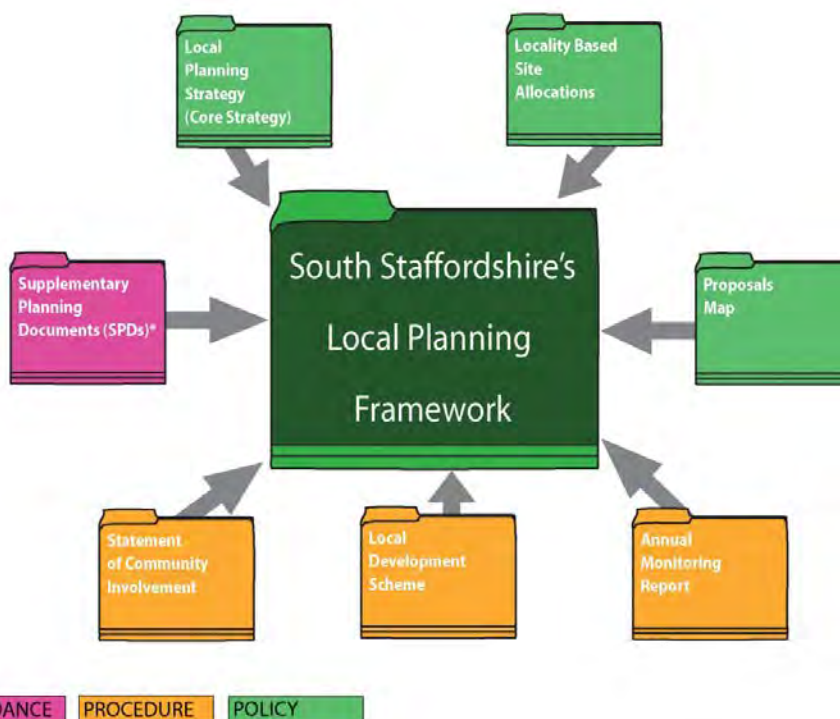 Local
Planning
Strategy
(Core Strategy)
Locality Based
Site
Allocations
Supplementary
Planning
Documents (SPDs)*
South Staffordshire's
Local Planning
Framework
Proposals
Map
Statement
of Community
Involvement
Local
Development
Scheme
Annual
Monitoring
Report
PROCEDURE
POLICY